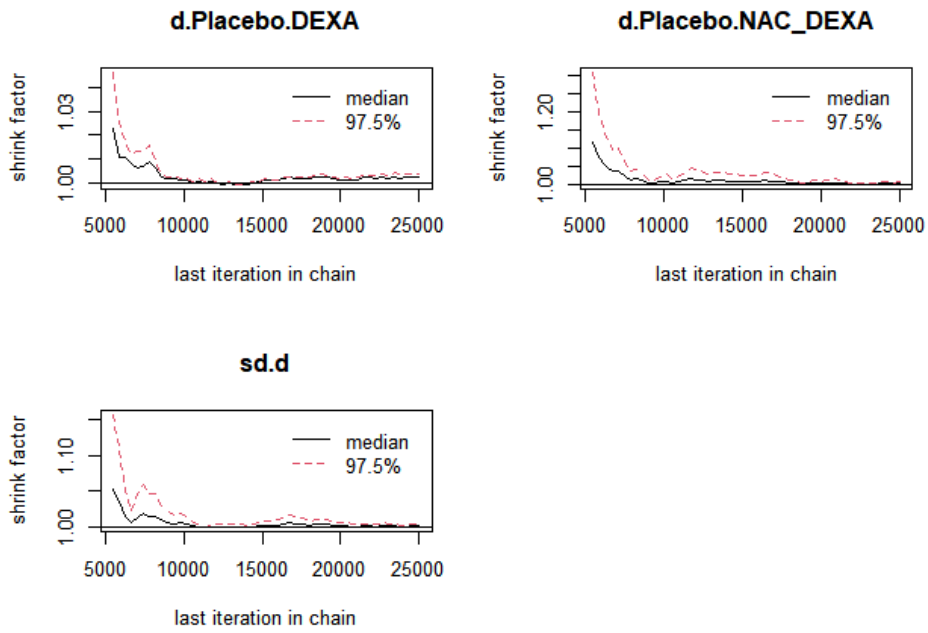 d.Placebo.DEXA
shrink factor
1.00 1.03
median
97.5%
5000 10000 15000 20000 25000
last iteration in chain
d.Placebo.NAC_DEXA
shrink factor
1.00 1.20
median
97.5%
5000 10000 15000 20000 25000
last iteration in chain
sd.d
shrink factor
1.00 1.10
median
97.5%
5000 10000 15000 20000 25000
last iteration in chain